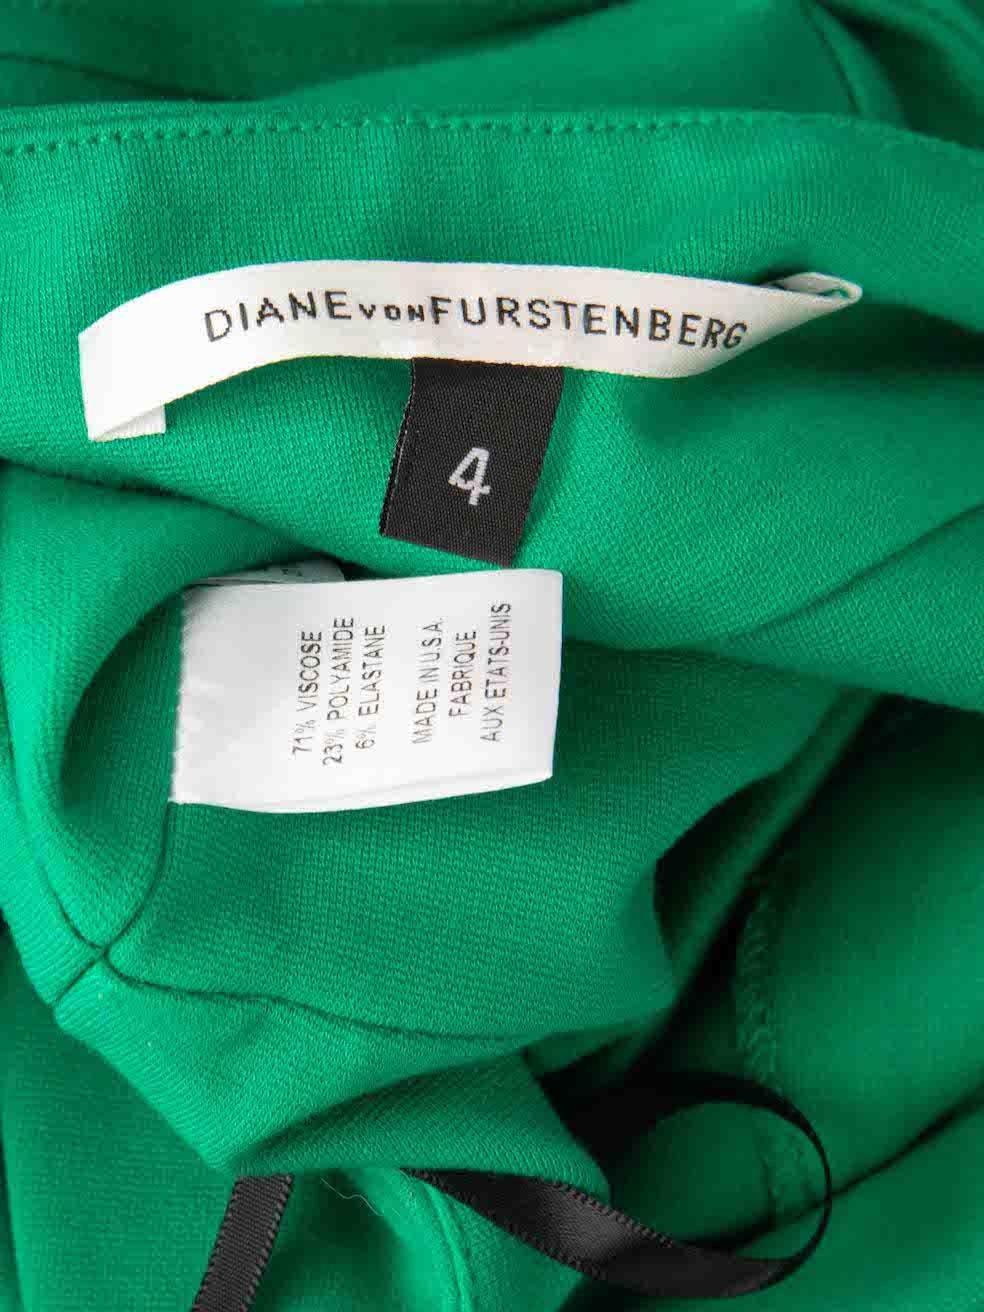 DIANE VON FURSTENBERG
4
71% VISCOSE
23% POLYAMIDE
6% ELASTANE
MADE IN U.S.A.
FABRIQUE
AUX ETATS-UNIS